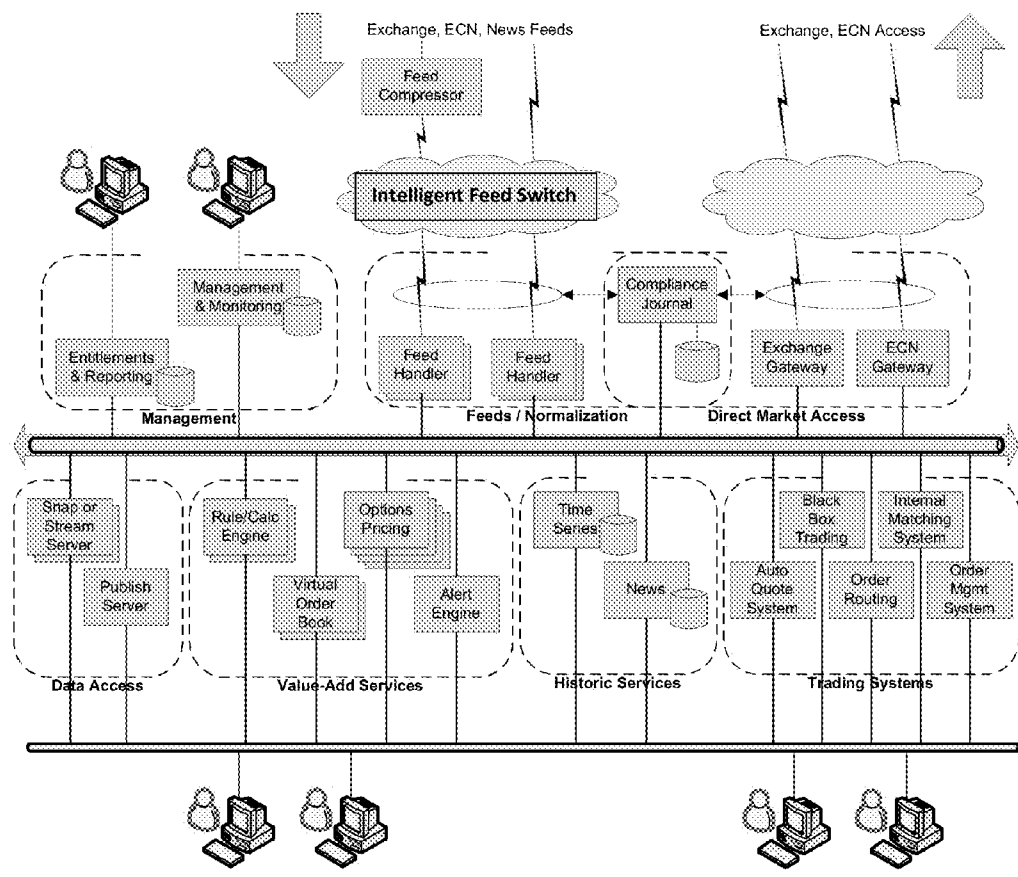 Exchange, ECN, News Feeds
Exchange, ECN Access
Feed
Compressor
Intelligent Feed Switch
Management
& Monitoring
Compliance
Journal
Entitlements
& Reporting
Feed
Handler
Feed
Handler
Exchange
Gateway
ECN
Gateway
Management
Feeds / Normalization
Direct Market Access
Snap or
Stream
Server
Rule/Calc
Engine
Options
Pricing
Time
Series
Black
Box
Trading
Internal
Matching
System
Publish
Server
Virtual
Order
Book
Alert
Engine
News
Auto
Quote
System
Order
Routing
Order
Mgmt
System
Data Access
Value-Add Services
Historic Services
Trading Systems